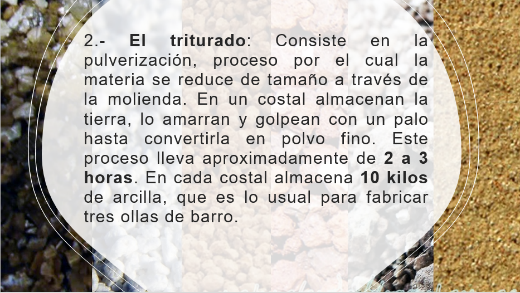 2.- El triturado: Consiste en la
pulverización, proceso por el cual la
materia se reduce de tamaño a través de
la molienda. En un costal almacenan la
tierra, lo amarran y golpean con un palo
hasta convertirla en polvo fino. Este
proceso lleva aproximadamente de 2 a 3
horas. En cada costal almacena 10 kilos
de arcilla, que es lo usual para fabricar
tres ollas de barro.